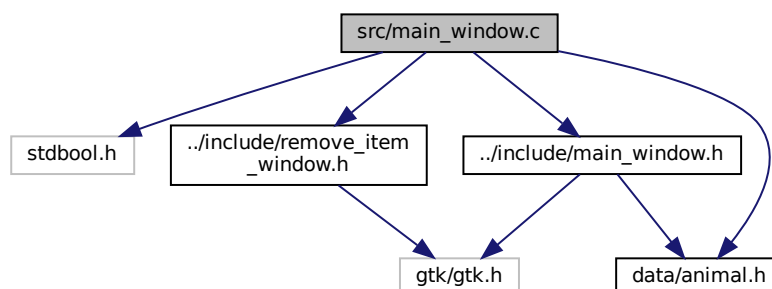 src/main_window.c
stdbool.h
../include/remove_item
_window.h
../include/main_window.h
gtk/gtk.h
data/animal.h